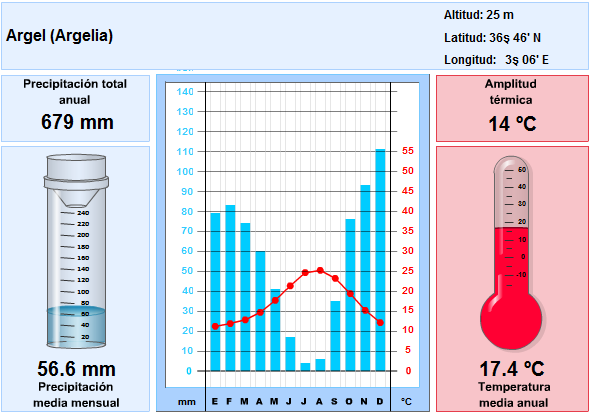 Argel (Argelia)
Altitud: 25 m
Latitud: 36ş 46' N
Longitud: 3ş 06' E
Precipitación total
anual
679 mm
240
200
180
160
140
120
100
80
60
40
20
56.6 mm
Precipitación
media mensual
140
130
120
110
100
90
80
70
60
50
40
30
20
10
0
55
50
45
40
35
30
25
20
15
10
5
0
mm E F M A M J J A S O N D ºC
Amplitud
térmica
14 ºC
50
20
10
0
-10
17.4 ºC
Temperatura
media anual